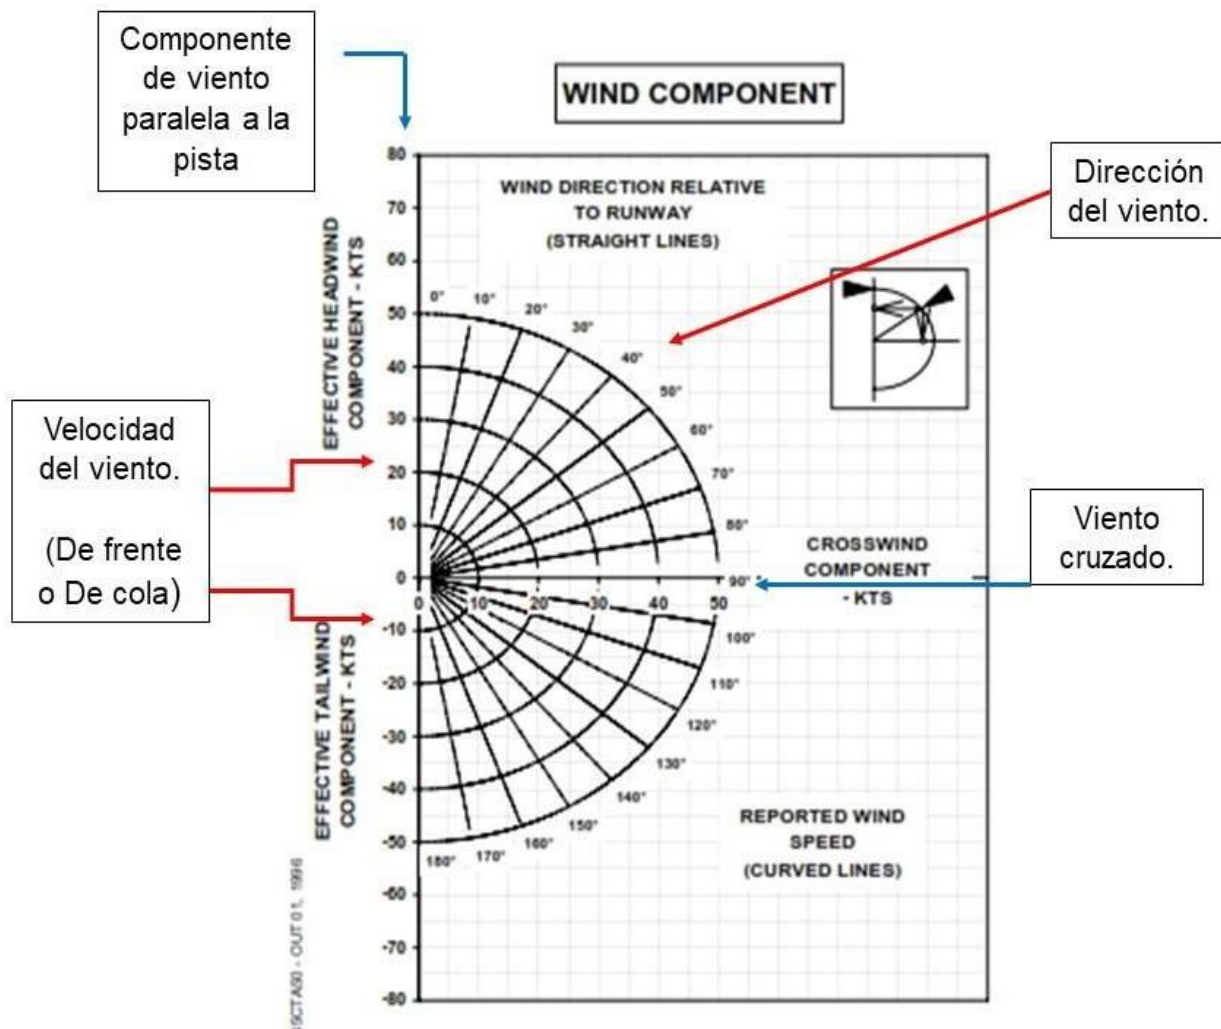 Componente
de viento
paralela a la
pista
WIND COMPONENT
Dirección
del viento.
Velocidad
del viento.
(De frente
o De cola)
Viento
cruzado.
WIND DIRECTION RELATIVE
TO RUNWAY
(STRAIGHT LINES)
EFFECTIVE HEADWIND
COMPONENT - KTS
EFFECTIVE TAILWIND
COMPONENT - KTS
80
70
60
50
40
30
20
10
0
-10
-20
-30
-40
-50
-60
-70
-80
0°
10°
20°
30°
40°
50°
60°
70°
80°
90°
100°
110°
120°
130°
140°
150°
160°
170°
180°
0 10 20 30 40 50
CROSSWIND
COMPONENT
- KTS
REPORTED WIND
SPEED
(CURVED LINES)
OUT 01, 1996